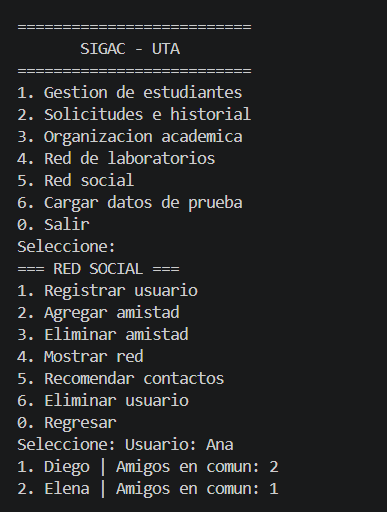 ==========================
SIGAC - UTA
==========================
1. Gestion de estudiantes
2. Solicitudes e historial
3. Organizacion academica
4. Red de laboratorios
5. Red social
6. Cargar datos de prueba
0. Salir
Seleccione:
=== RED SOCIAL ===
1. Registrar usuario
2. Agregar amistad
3. Eliminar amistad
4. Mostrar red
5. Recomendar contactos
6. Eliminar usuario
0. Regresar
Seleccione: Usuario: Ana
1. Diego | Amigos en comun: 2
2. Elena | Amigos en comun: 1